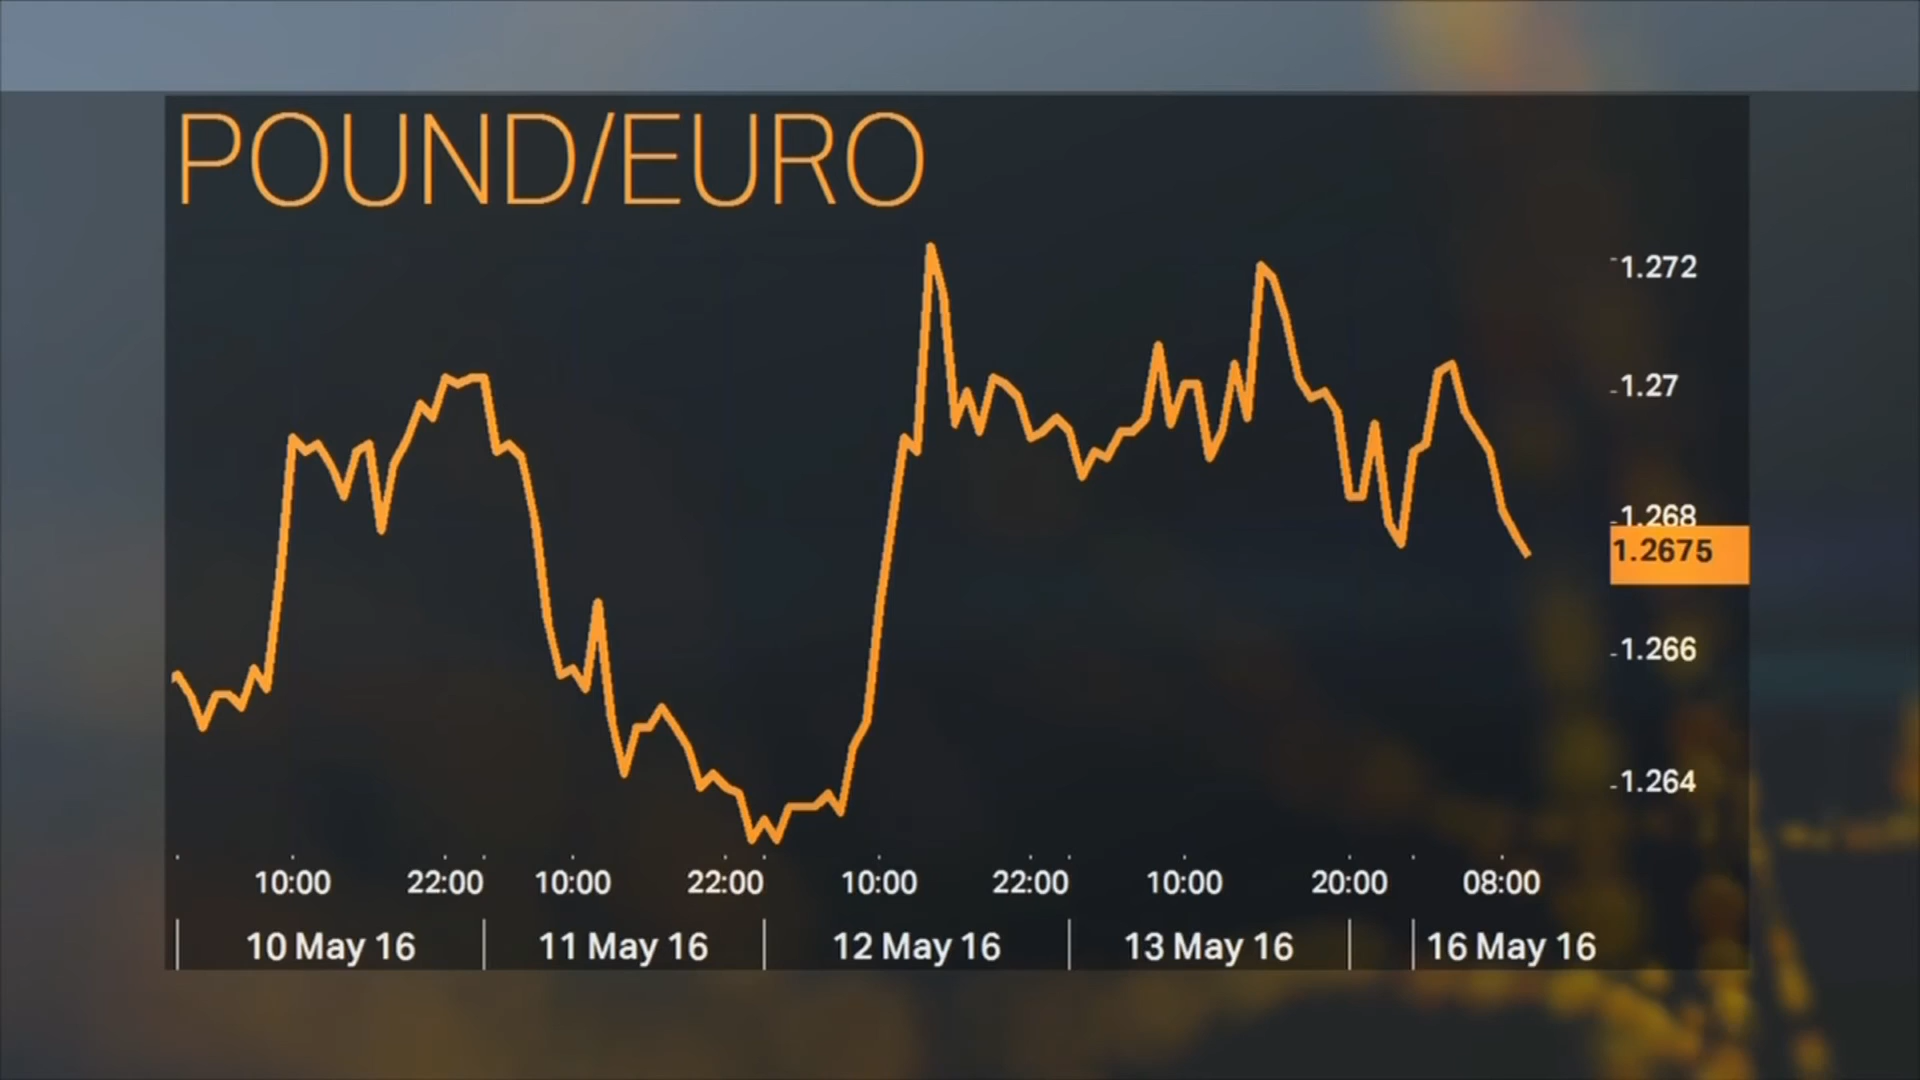 POUND/EURO
1.272
1.27
1.268
1.2675
1.266
1.264
10:00 22:00 10:00 22:00 10:00 22:00 10:00 20:00 08:00
10 May 16 11 May 16 12 May 16 13 May 16 16 May 16